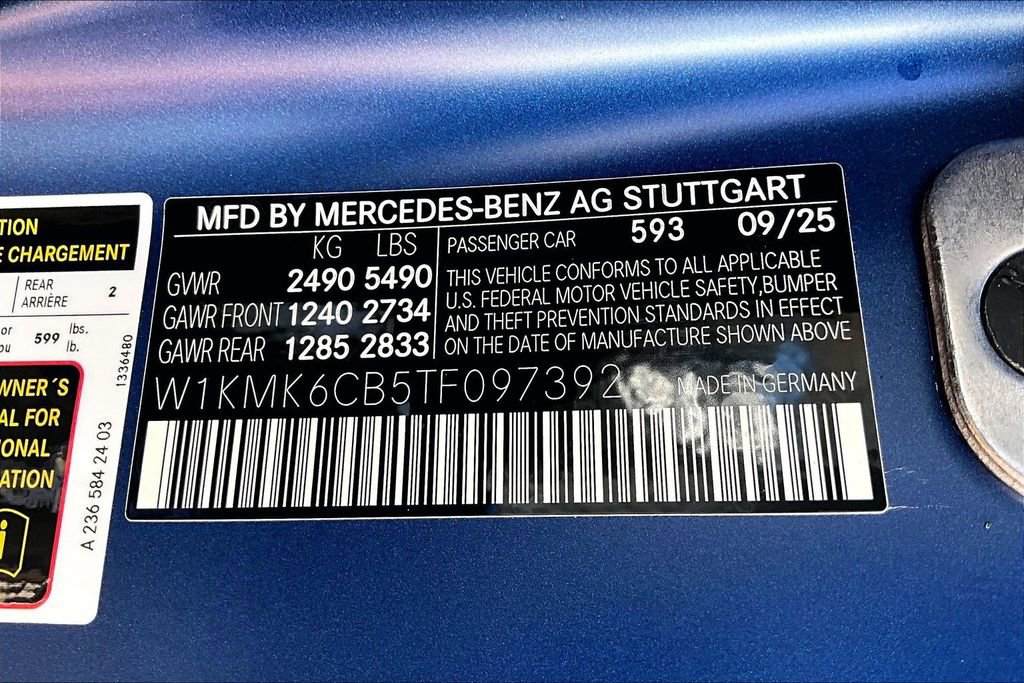 MFD BY MERCEDES-BENZ AG STUTTGART
KG LBS
GVWR 2490 5490
GAWR FRONT 1240 2734
GAWR REAR 1285 2833
PASSENGER CAR 593 09/25
THIS VEHICLE CONFORMS TO ALL APPLICABLE
U.S. FEDERAL MOTOR VEHICLE SAFETY, BUMPER
AND THEFT PREVENTION STANDARDS IN EFFECT
ON THE DATE OF MANUFACTURE SHOWN ABOVE
W1KMK6CB5TF097392 MADE IN GERMANY
TION
E CHARGEMENT
REAR
ARRIÈRE 2
or 599 lbs.
ou lb.
WNER´S
AL FOR
IONAL
ATION
i
1336480
A 236 584 24 03